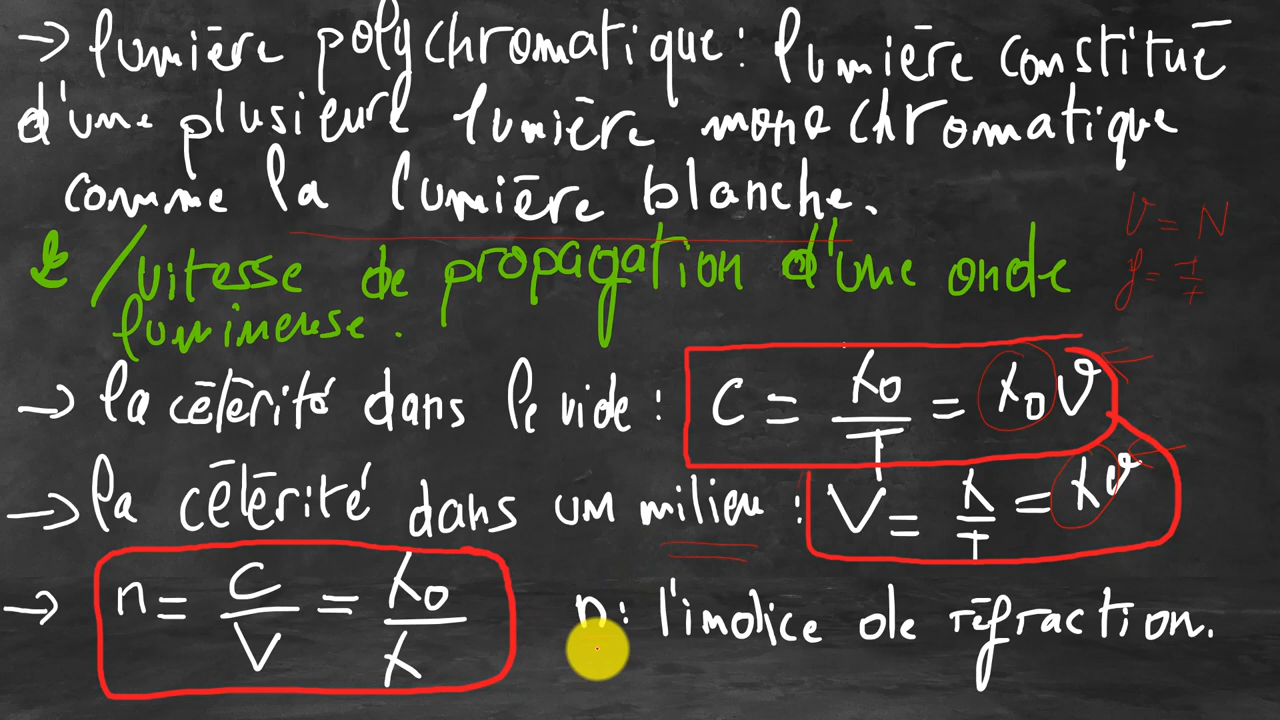 → lumière polychromatique : lumière constitué
d'une plusieurs lumière monochromatique
comme la lumière blanche.
ν = N
2/vitesse de propagation d'une onde
f = 1/T
lumineuse.
→ la célérité dans le vide : C = λ0/T = λ0ν
→ la célérité dans un milieu : V = λ/T = λν
→ n = C/V = λ0/λ n : l'indice de réfraction.